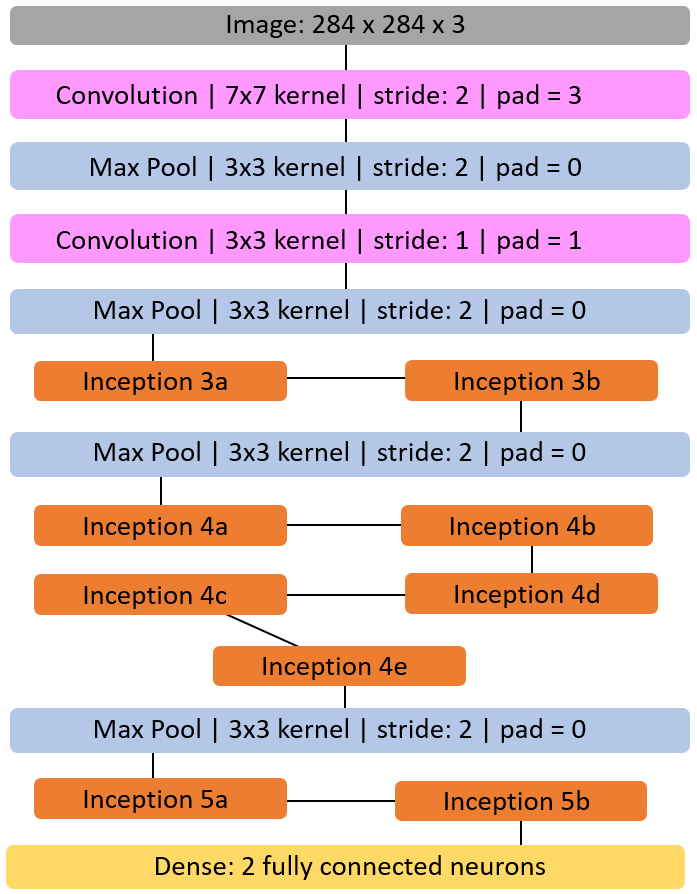 Image: 284 x 284 x 3
Convolution | 7x7 kernel | stride: 2 | pad = 3
Max Pool | 3x3 kernel | stride: 2 | pad = 0
Convolution | 3x3 kernel | stride: 1 | pad = 1
Max Pool | 3x3 kernel | stride: 2 | pad = 0
Inception 3a
Inception 3b
Max Pool | 3x3 kernel | stride: 2 | pad = 0
Inception 4a
Inception 4b
Inception 4c
Inception 4d
Inception 4e
Max Pool | 3x3 kernel | stride: 2 | pad = 0
Inception 5a
Inception 5b
Dense: 2 fully connected neurons